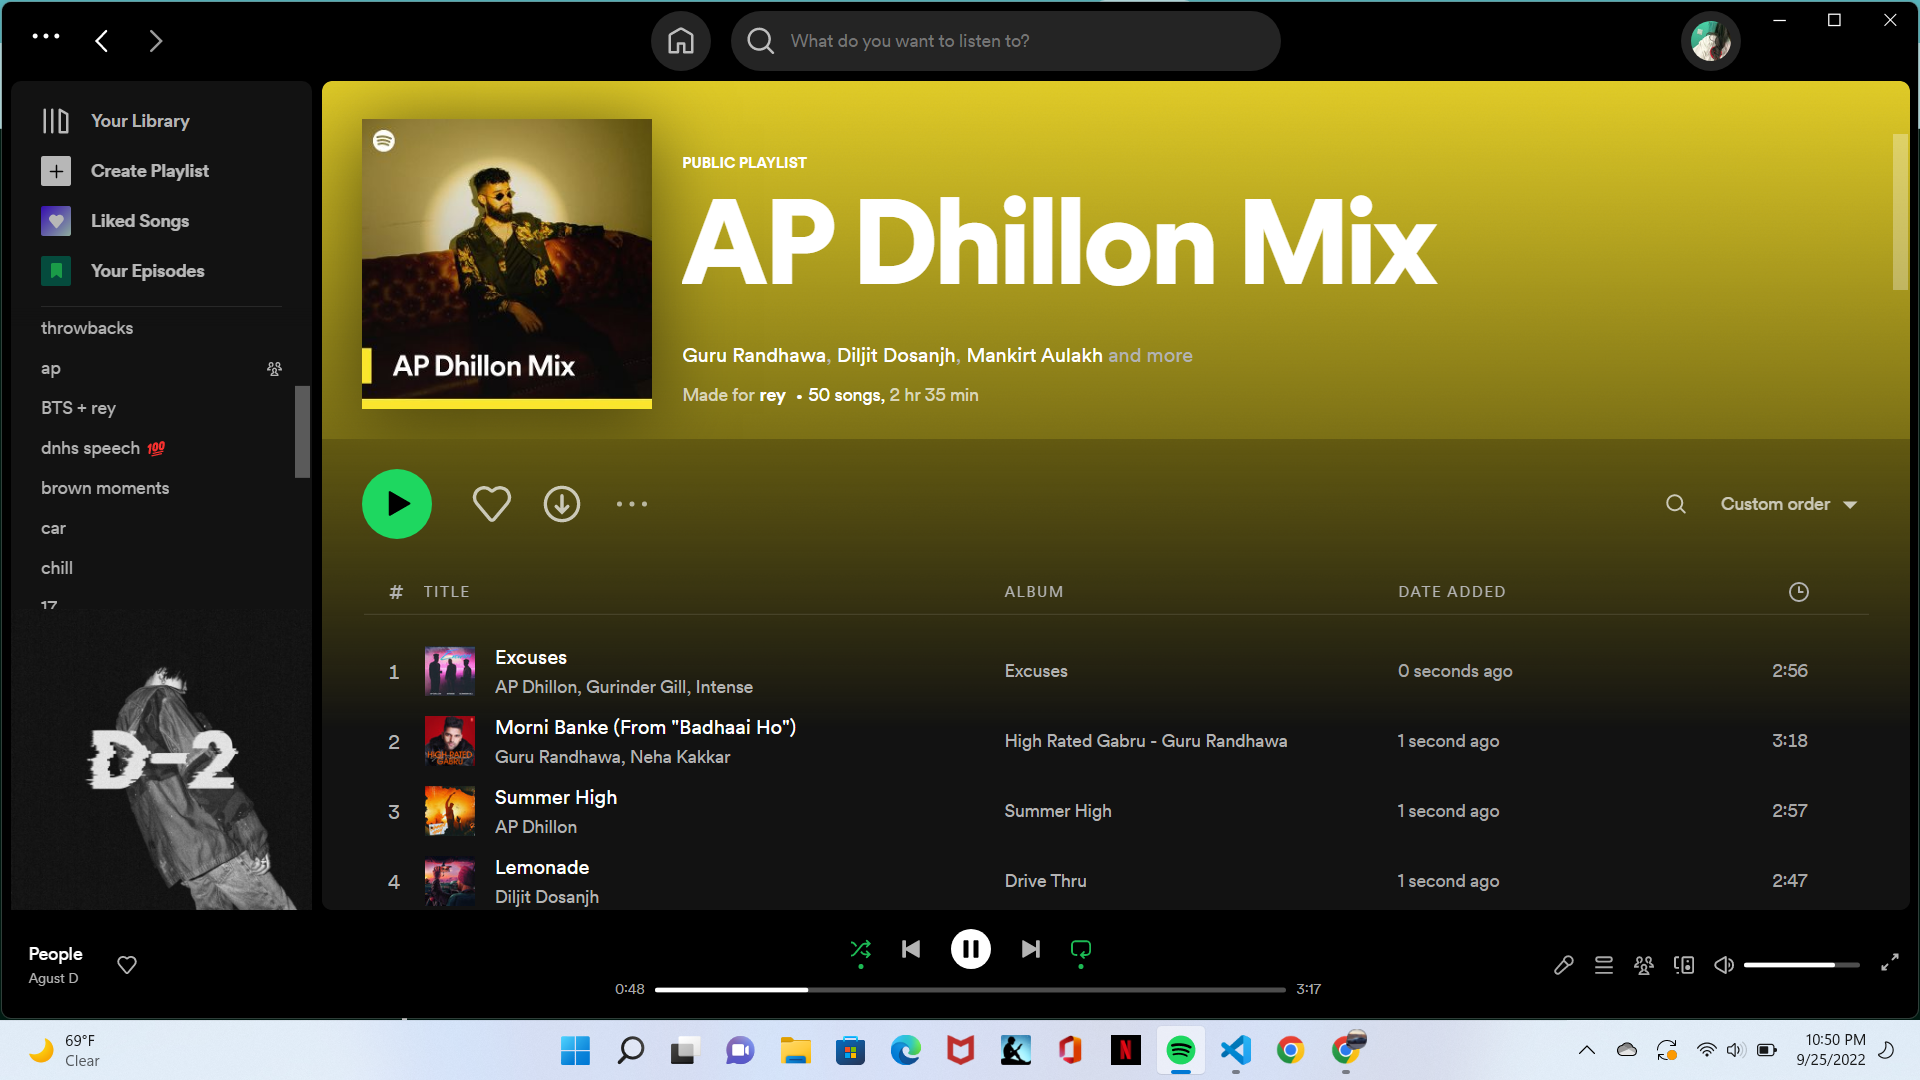 What do you want to listen to?
Your Library
Create Playlist
Liked Songs
Your Episodes
throwbacks
ap
BTS + rey
dnhs speech 💯
brown moments
car
chill
17
D-2
AP Dhillon Mix
PUBLIC PLAYLIST
AP Dhillon Mix
Guru Randhawa, Diljit Dosanjh, Mankirt Aulakh and more
Made for rey • 50 songs, 2 hr 35 min
Custom order
# TITLE ALBUM DATE ADDED
1 Excuses Excuses 0 seconds ago 2:56
AP Dhillon, Gurinder Gill, Intense
2 Morni Banke (From "Badhaai Ho") High Rated Gabru - Guru Randhawa 1 second ago 3:18
Guru Randhawa, Neha Kakkar
HIGH RATED
GABRU
3 Summer High Summer High 1 second ago 2:57
AP Dhillon
4 Lemonade Drive Thru 1 second ago 2:47
Diljit Dosanjh
People
Agust D
0:48 3:17
69°F
Clear
N
10:50 PM
9/25/2022